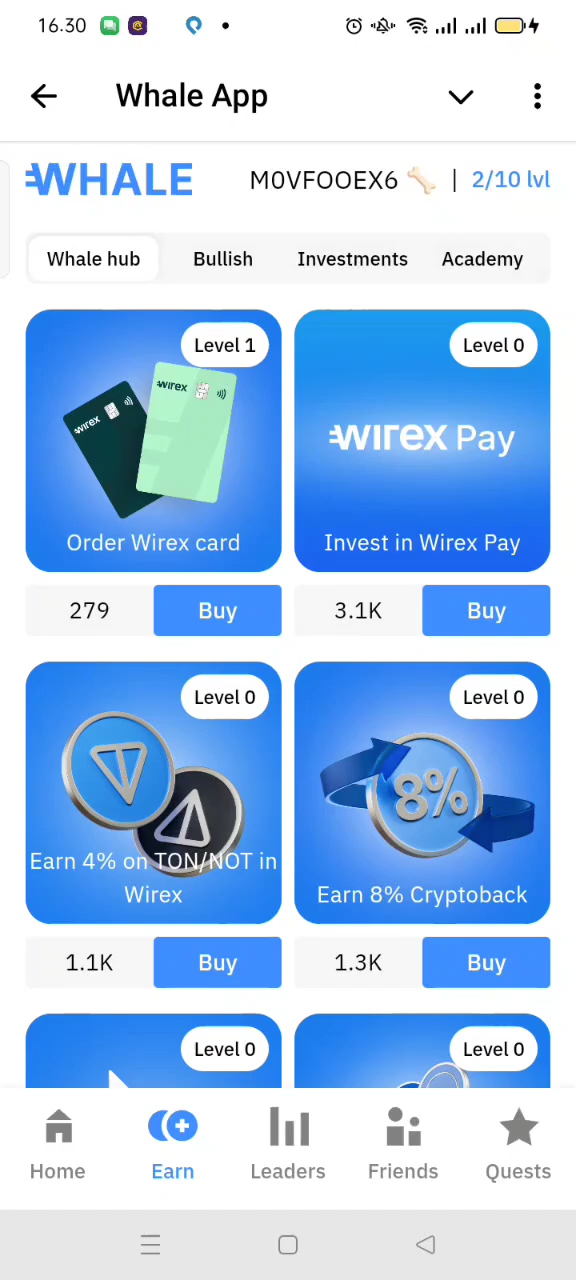 16.30
Whale App
WHALE
M0VFOOEX6 🦴 | 2/10 lvl
Whale hub
Bullish
Investments
Academy
Level 1
wirex
wirex
Order Wirex card
Level 0
wirex Pay
Invest in Wirex Pay
279
Buy
3.1K
Buy
Level 0
Earn 4% on TON/NOT in
Wirex
Level 0
8%
Earn 8% Cryptoback
1.1K
Buy
1.3K
Buy
Level 0
Level 0
Home
Earn
Leaders
Friends
Quests